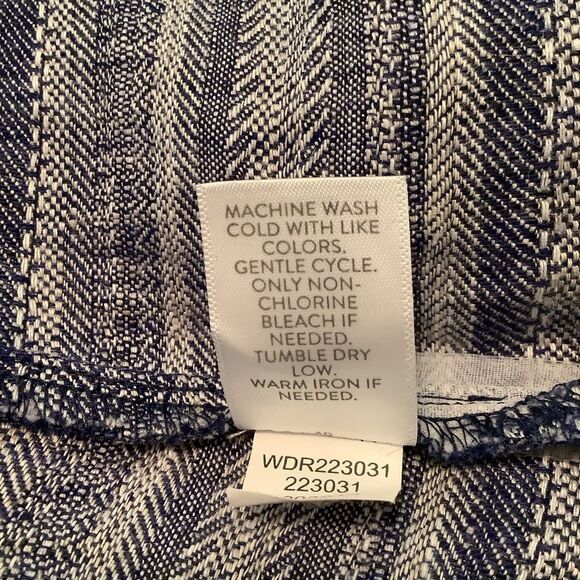 MACHINE WASH
COLD WITH LIKE
COLORS.
GENTLE CYCLE.
ONLY NON-
CHLORINE
BLEACH IF
NEEDED.
TUMBLE DRY
LOW.
WARM IRON IF
NEEDED.
WDR223031
223031